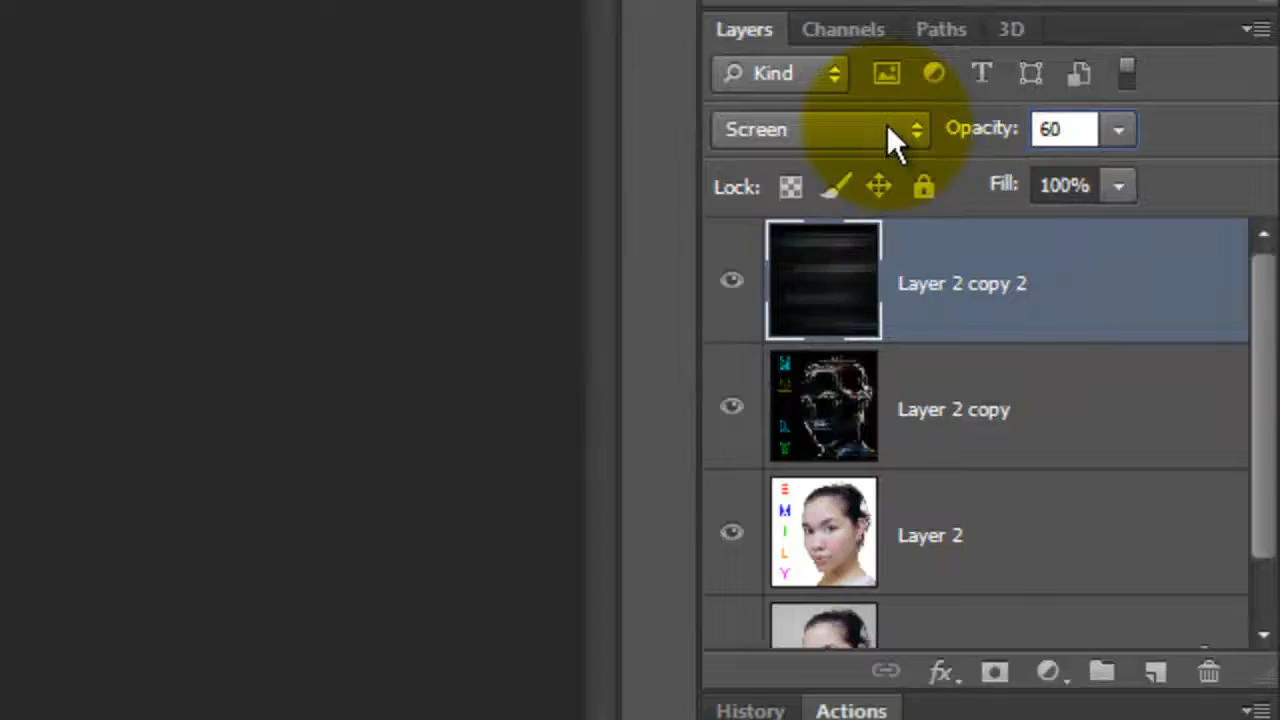 Layers Channels Paths 3D
Kind T
Screen Opacity: 60
Lock: Fill: 100%
Layer 2 copy 2
Layer 2 copy
E
M
I
L
Y
Layer 2
fx
History Actions